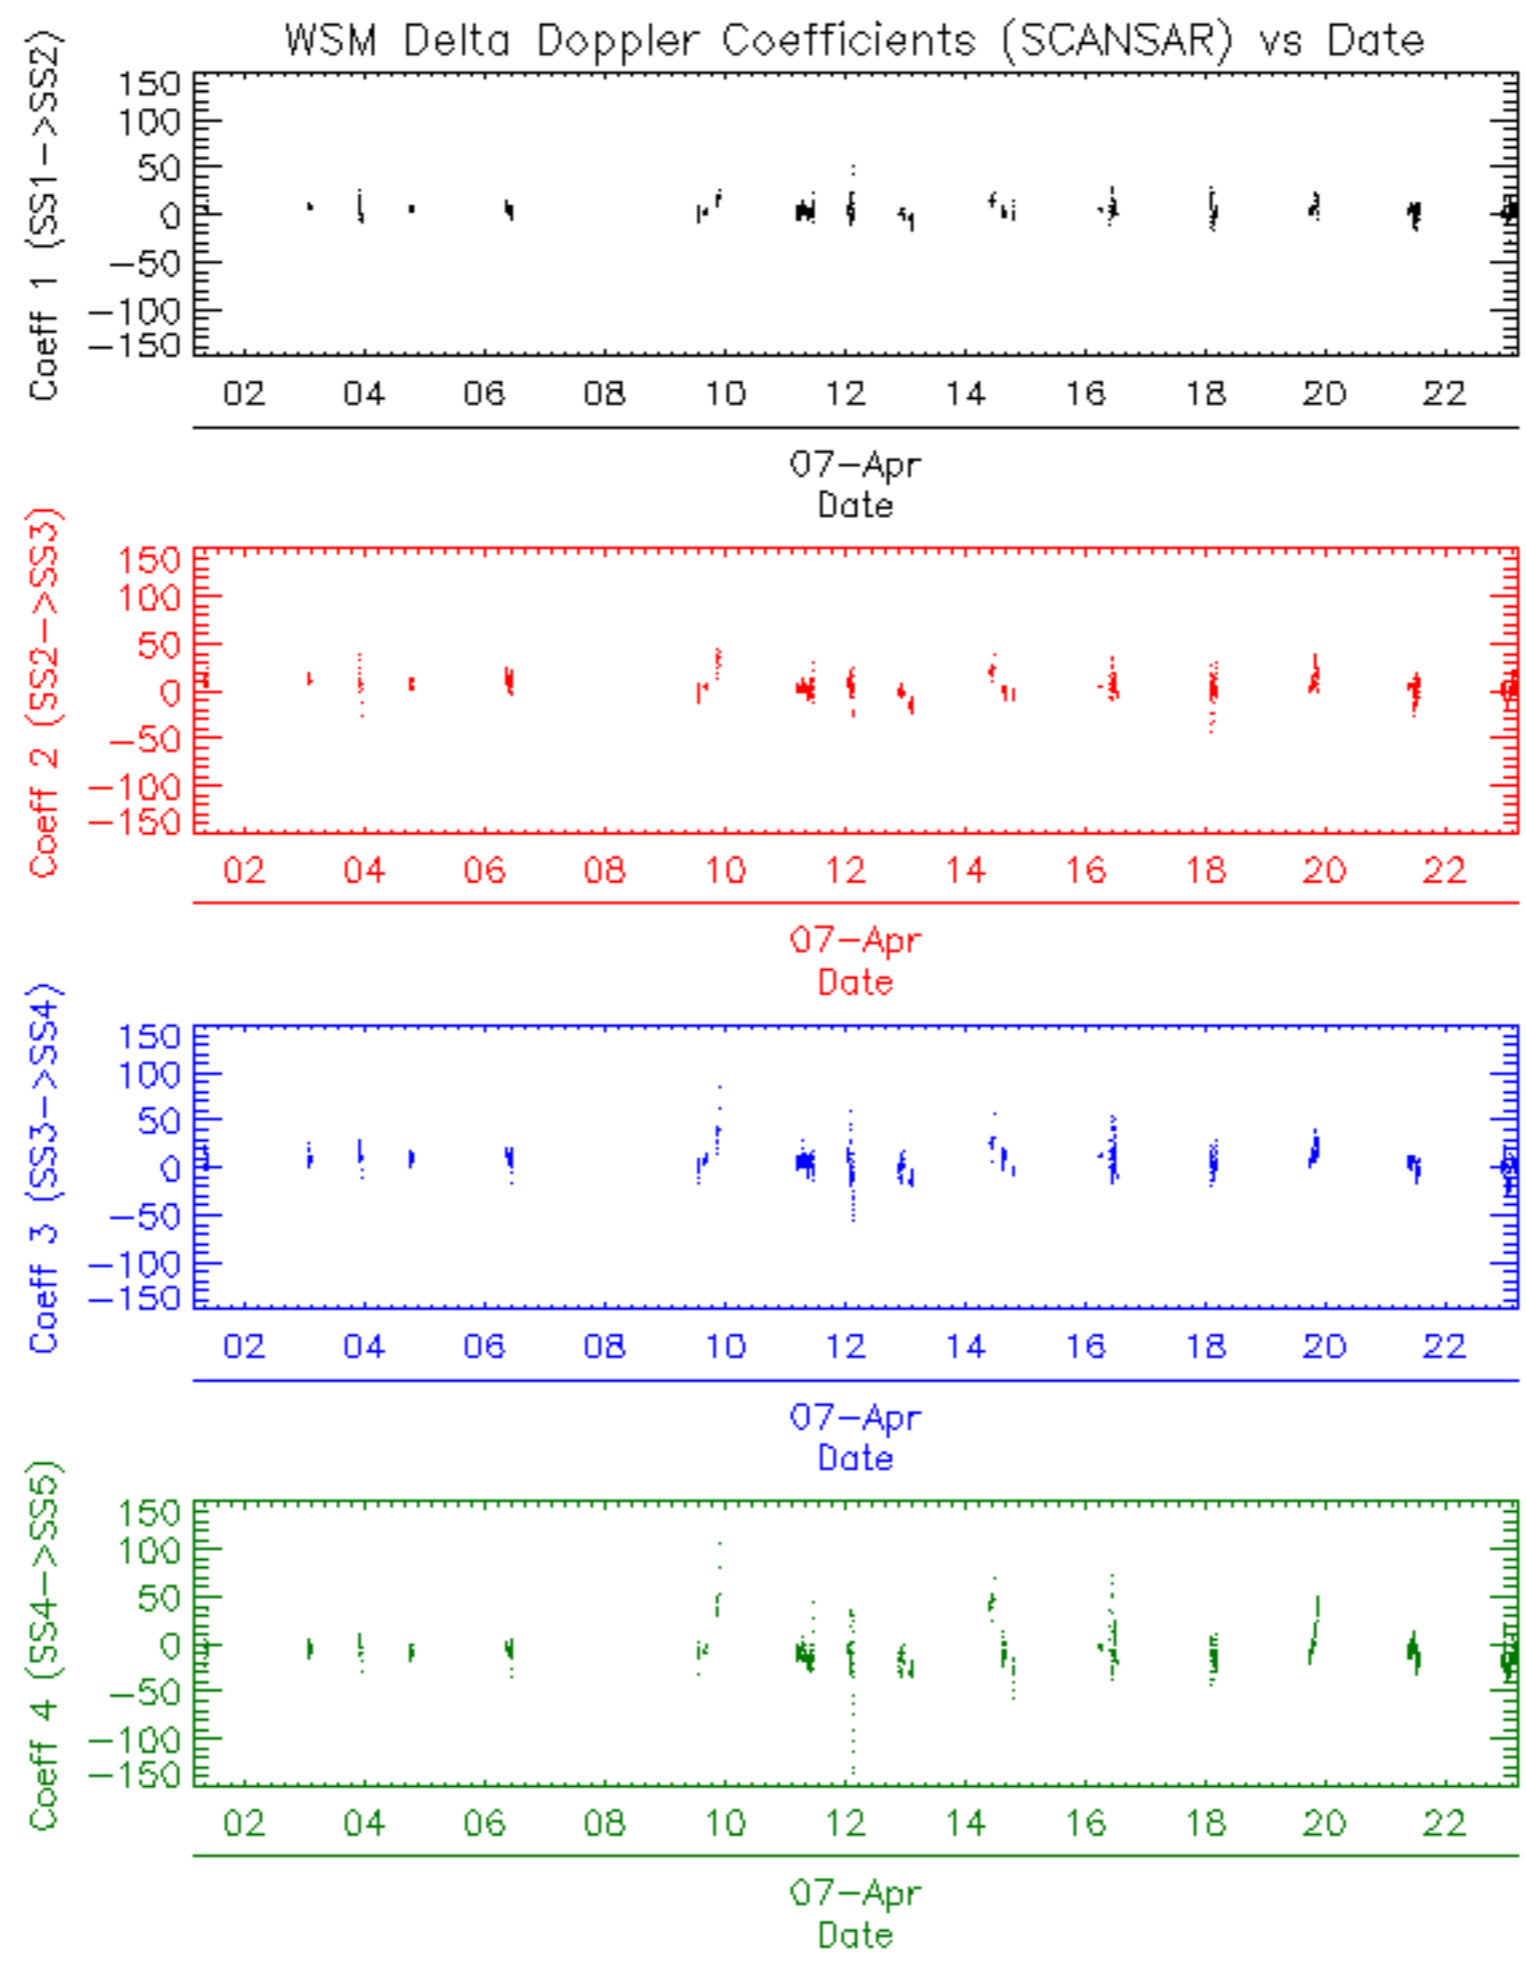 WSM Delta Doppler Coefficients (SCANSAR) vs Date
Coeff 1 (SS1->SS2)
150
100
50
0
-50
-100
-150
02 04 06 08 10 12 14 16 18 20 22
07-Apr
Date
Coeff 2 (SS2->SS3)
150
100
50
0
-50
-100
-150
02 04 06 08 10 12 14 16 18 20 22
07-Apr
Date
Coeff 3 (SS3->SS4)
150
100
50
0
-50
-100
-150
02 04 06 08 10 12 14 16 18 20 22
07-Apr
Date
Coeff 4 (SS4->SS5)
150
100
50
0
-50
-100
-150
02 04 06 08 10 12 14 16 18 20 22
07-Apr
Date